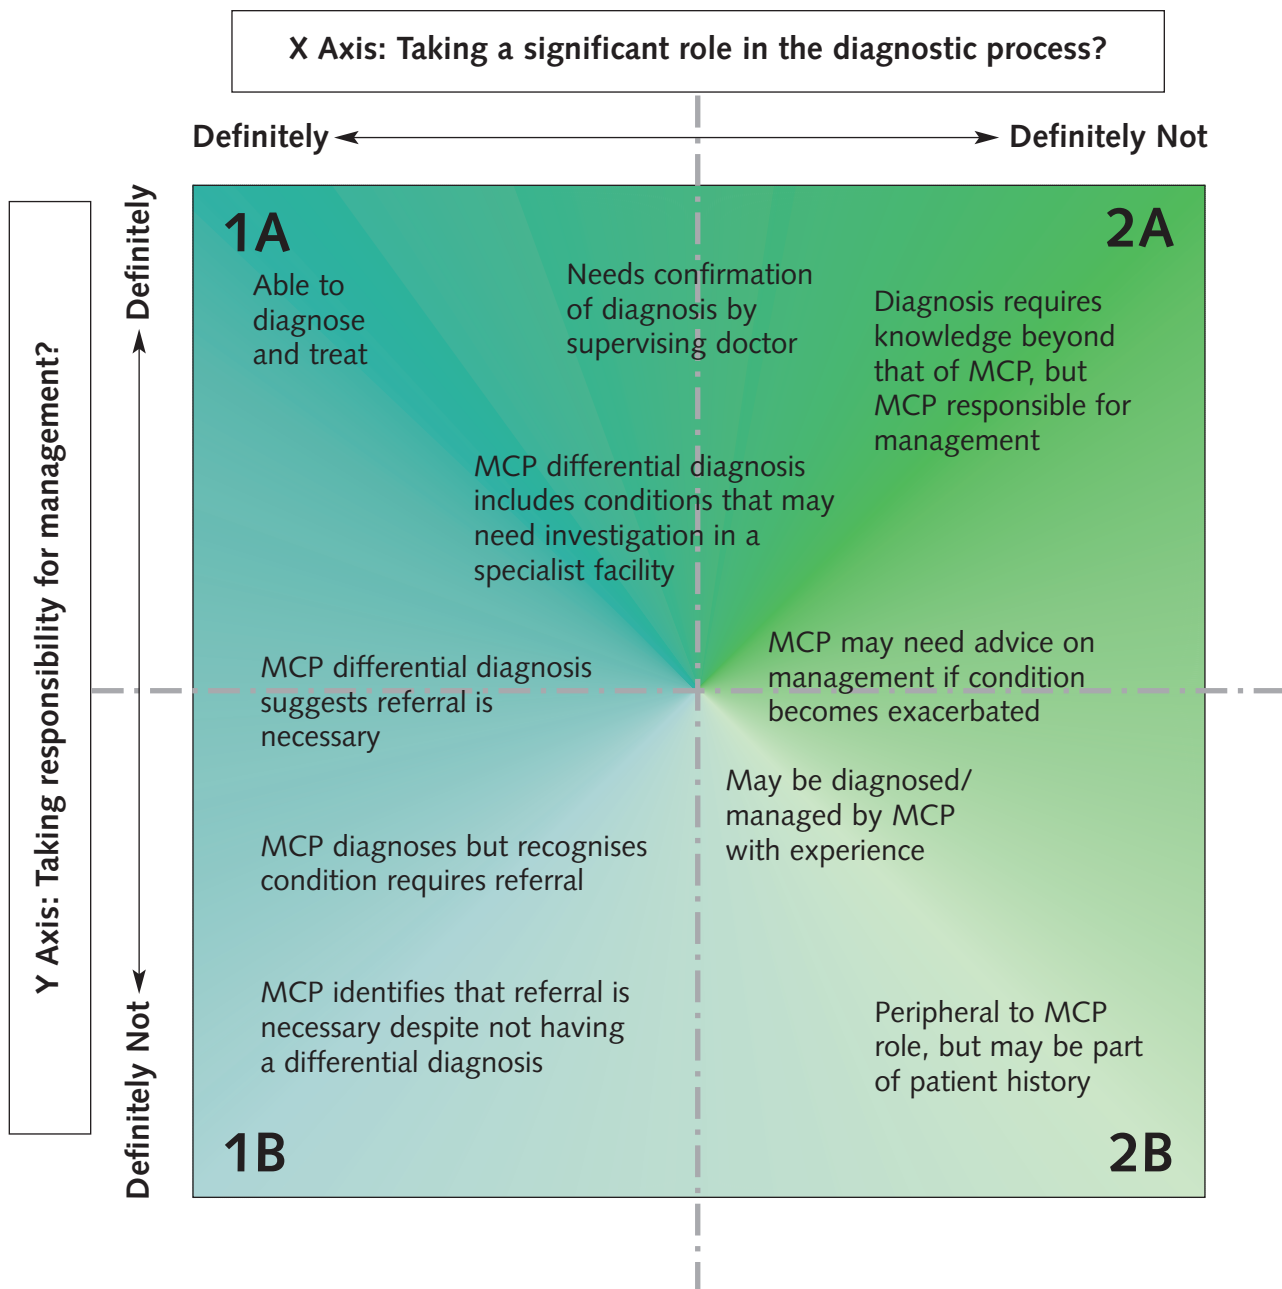 X Axis: Taking a significant role in the diagnostic process?
Definitely
Definitely Not
Y Axis: Taking responsibility for management?
Definitely
Definitely Not
1A
Able to
diagnose
and treat
Needs confirmation
of diagnosis by
supervising doctor
2A
Diagnosis requires
knowledge beyond
that of MCP, but
MCP responsible for
management
MCP differential diagnosis
includes conditions that may
need investigation in a
specialist facility
MCP differential diagnosis
suggests referral is
necessary
MCP may need advice on
management if condition
becomes exacerbated
May be diagnosed/
managed by MCP
with experience
MCP diagnoses but recognises
condition requires referral
MCP identifies that referral is
necessary despite not having
a differential diagnosis
Peripheral to MCP
role, but may be part
of patient history
1B
2B